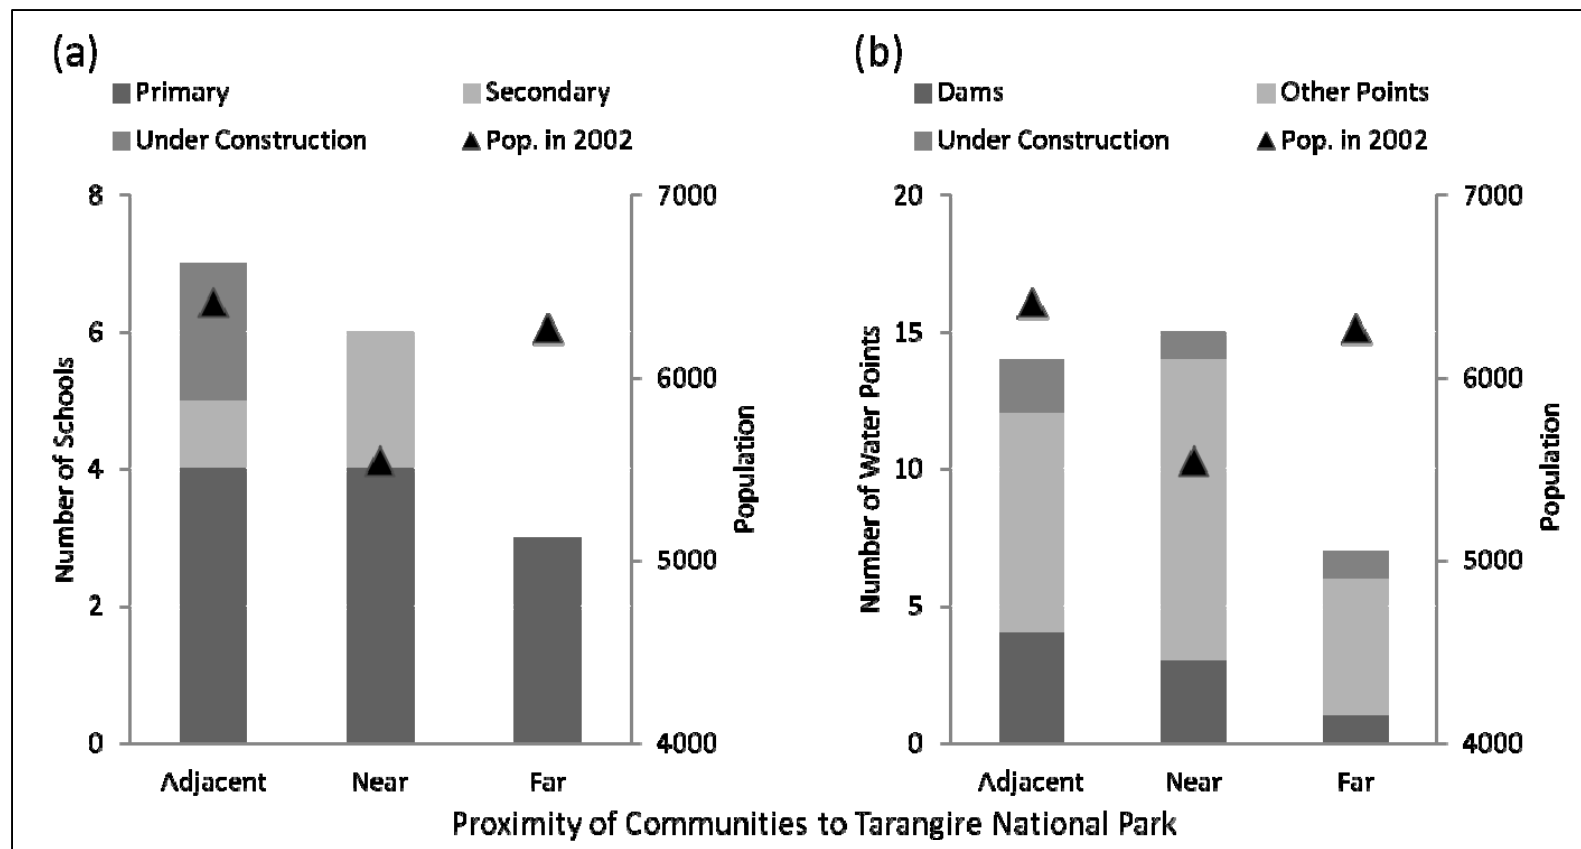 (a)
Primary
Secondary
Under Construction
Pop. in 2002
8
6
4
2
0
Number of Schools
7000
6000
5000
4000
Population
Adjacent
Near
Far
(b)
Dams
Other Points
Under Construction
Pop. in 2002
20
15
10
5
0
Number of Water Points
7000
6000
5000
4000
Population
Adjacent
Near
Far
Proximity of Communities to Tarangire National Park